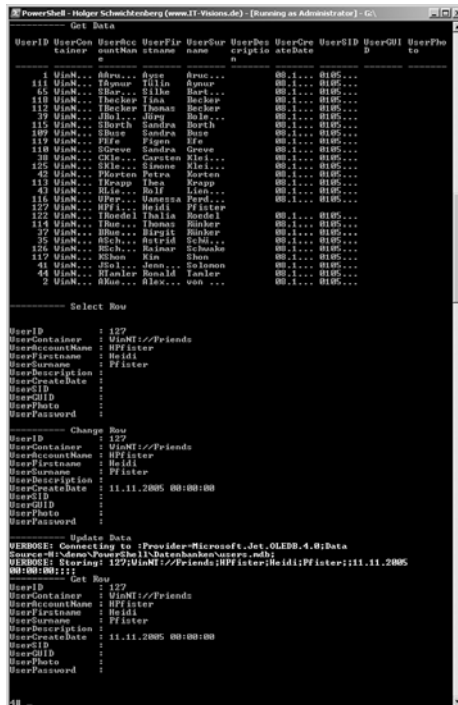 PowerShell - Holger Schwichtenberg (www.IT-Visions.de) - [Running as Administrator] - G:\
---------- Get Data
UserID UserCon UserAcc UserFir UserSur UserDes UserCre UserSID UserGUI UserPho
tainer ountNam stname name criptio ateDate D to
e n
1 WinN... AAru... Ayse Aruc... 08.1... 0105...
111 WinN... TAynur Tülin Aynur 08.1... 0105...
65 WinN... SBar... Silke Bart... 08.1... 0105...
118 WinN... Tbecker Tina Becker 08.1... 0105...
112 WinN... TBecker Thomas Becker 08.1... 0105...
39 WinN... JBol... Jürg Bole... 08.1... 0105...
115 WinN... SBorth Sandra Borth 08.1... 0105...
109 WinN... SBuse Sandra Buse 08.1... 0105...
119 WinN... FEfe Figen Efe 08.1... 0105...
110 WinN... SGreve Sandra Greve 08.1... 0105...
38 WinN... CKle... Carsten Klei... 08.1... 0105...
125 WinN... SKle... Simone Klei... 08.1... 0105...
42 WinN... PKorten Petra Korten 08.1... 0105...
113 WinN... TKrapp Thea Krapp 08.1... 0105...
43 WinN... RLie... Rolf Lien... 08.1... 0105...
116 WinN... VPer... Vanessa Perd... 08.1... 0105...
127 WinN... HPfi... Heidi Pfister
122 WinN... TRoedel Thalia Roedel 08.1... 0105...
114 WinN... TRue... Thomas Rünker 08.1... 0105...
37 WinN... BRue... Birgit Rünker 08.1... 0105...
35 WinN... ASch... Astrid Schü... 08.1... 0105...
126 WinN... RSch... Raimar Schwake 08.1... 0105...
117 WinN... KShon Kim Shon 08.1... 0105...
41 WinN... JSol... Jenn... Solomon 08.1... 0105...
44 WinN... RTamler Ronald Tamler 08.1... 0105...
2 WinN... AKue... Alex... von ... 08.1... 0105...
---------- Select Row
UserID : 127
UserContainer : WinNT://Friends
UserAccountName : HPfister
UserFirstname : Heidi
UserSurname : Pfister
UserDescription :
UserCreateDate :
UserSID :
UserGUID :
UserPhoto :
UserPassword :
---------- Change Row
UserID : 127
UserContainer : WinNT://Friends
UserAccountName : HPfister
UserFirstname : Heidi
UserSurname : Pfister
UserDescription :
UserCreateDate : 11.11.2005 00:00:00
UserSID :
UserGUID :
UserPhoto :
UserPassword :
---------- Update Data
VERBOSE: Connecting to :Provider=Microsoft.Jet.OLEDB.4.0;Data
Source=H:\demo\PowerShell\Datenbanken\users.mdb;
VERBOSE: Storing: 127;WinNT://Friends;HPfister;Heidi;Pfister;;11.11.2005
00:00:00;;;;
---------- Get Row
UserID : 127
UserContainer : WinNT://Friends
UserAccountName : HPfister
UserFirstname : Heidi
UserSurname : Pfister
UserDescription :
UserCreateDate : 11.11.2005 00:00:00
UserSID :
UserGUID :
UserPhoto :
UserPassword :